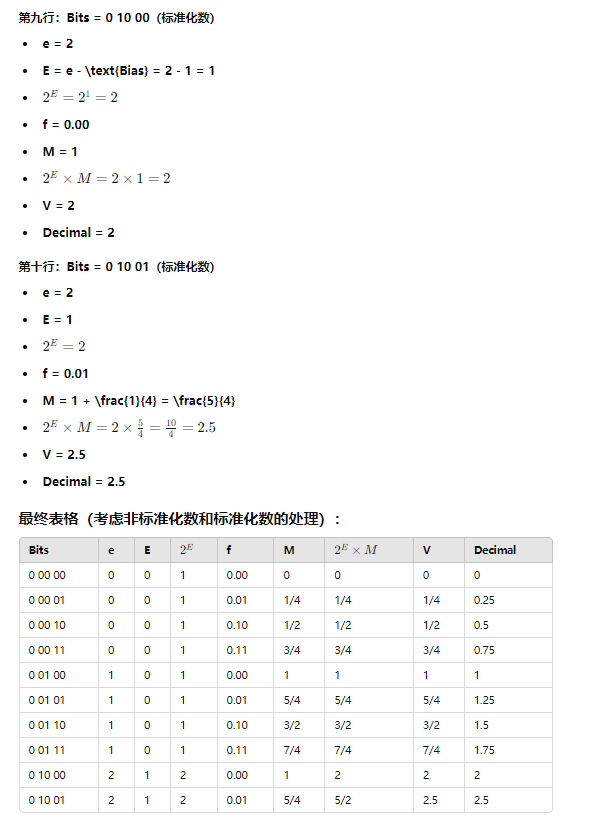 第九行：Bits = 0 10 00（标准化数）
• e = 2
• E = e - \text{Bias} = 2 - 1 = 1
• 2^E = 2^1 = 2
• f = 0.00
• M = 1
• 2^E × M = 2 × 1 = 2
• V = 2
• Decimal = 2
第十行：Bits = 0 10 01（标准化数）
• e = 2
• E = 1
• 2^E = 2
• f = 0.01
• M = 1 + \frac{1}{4} = \frac{5}{4}
• 2^E × M = 2 × 5/4 = 10/4 = 2.5
• V = 2.5
• Decimal = 2.5
最终表格（考虑非标准化数和标准化数的处理）：
Bits e E 2^E f M 2^E × M V Decimal
0 00 00 0 0 1 0.00 0 0 0 0
0 00 01 0 0 1 0.01 1/4 1/4 1/4 0.25
0 00 10 0 0 1 0.10 1/2 1/2 1/2 0.5
0 00 11 0 0 1 0.11 3/4 3/4 3/4 0.75
0 01 00 1 0 1 0.00 1 1 1 1
0 01 01 1 0 1 0.01 5/4 5/4 5/4 1.25
0 01 10 1 0 1 0.10 3/2 3/2 3/2 1.5
0 01 11 1 0 1 0.11 7/4 7/4 7/4 1.75
0 10 00 2 1 2 0.00 1 2 2 2
0 10 01 2 1 2 0.01 5/4 5/2 2.5 2.5